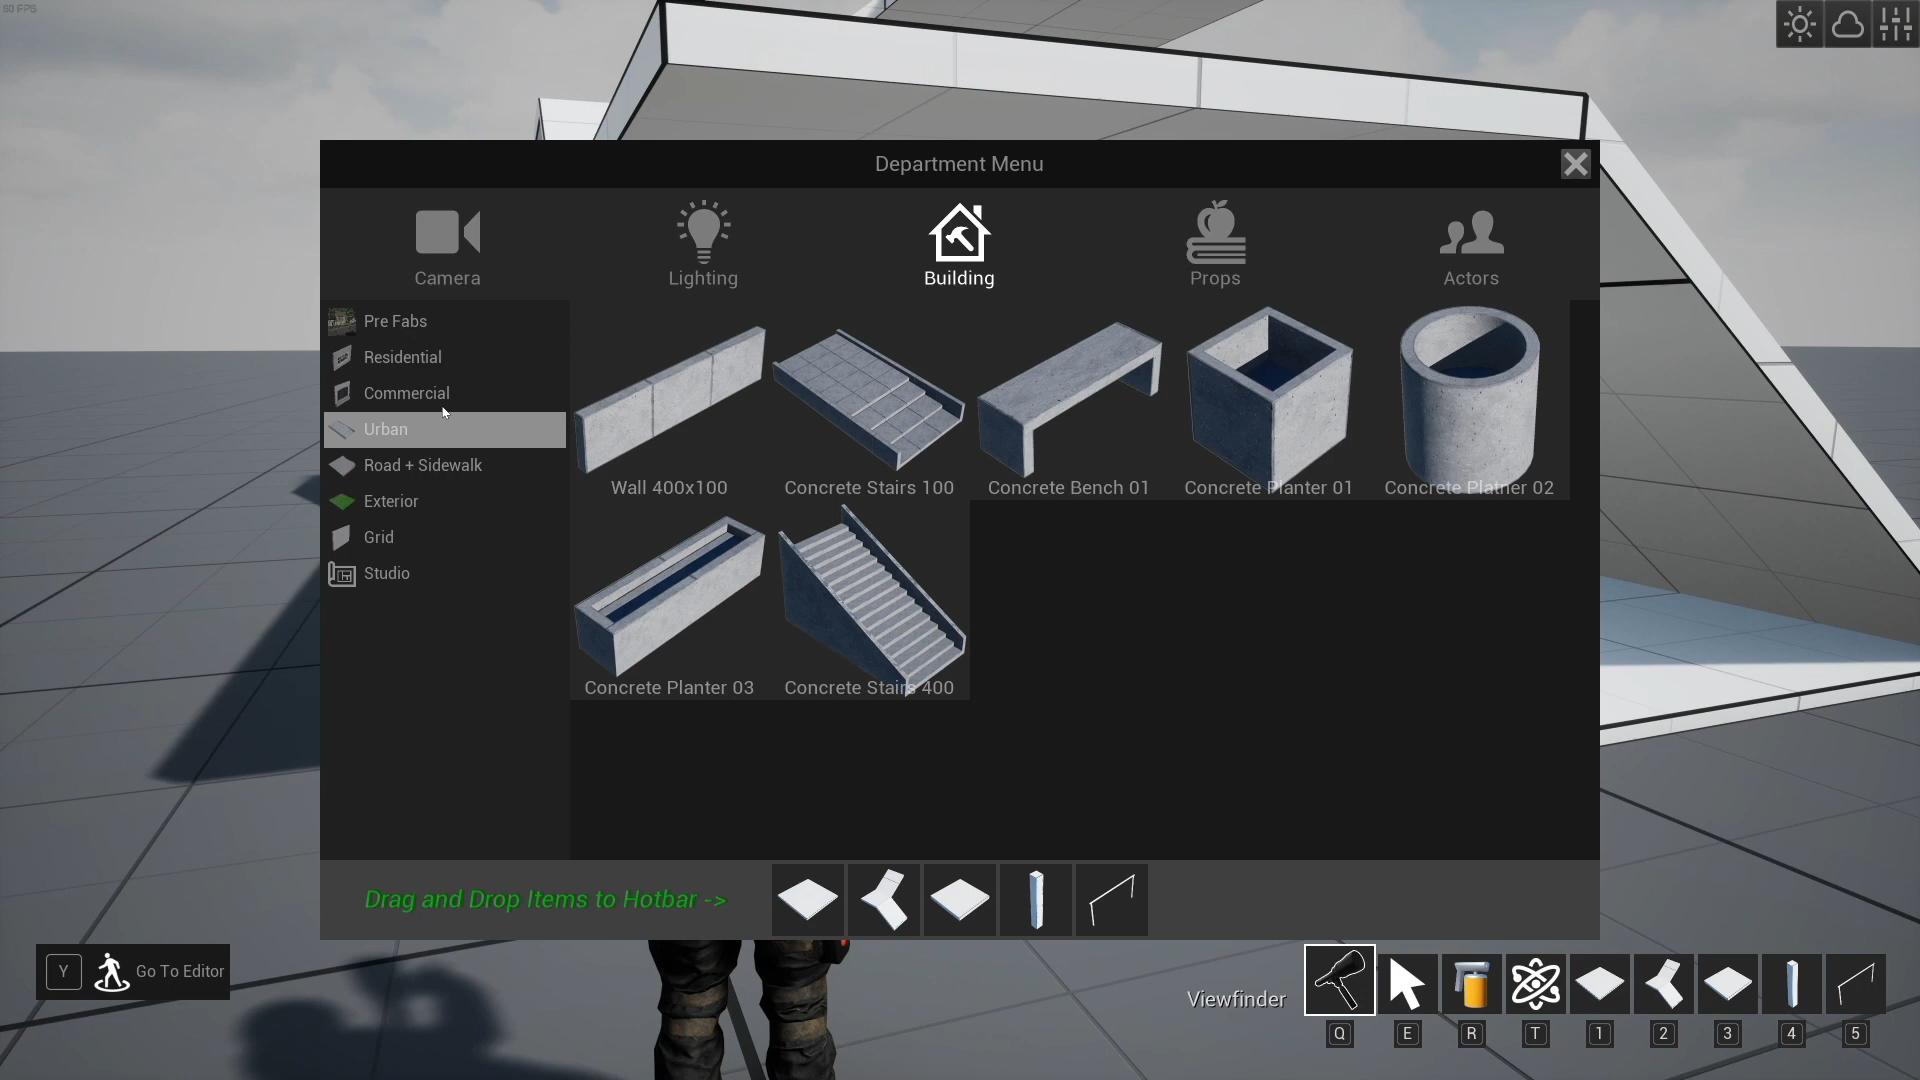 60 FPS
Department Menu
Camera
Lighting
Building
Props
Actors
Pre Fabs
Residential
Commercial
Urban
Road + Sidewalk
Exterior
Grid
Studio
Wall 400x100
Concrete Stairs 100
Concrete Bench 01
Concrete Planter 01
Concrete Platner 02
Concrete Planter 03
Concrete Stairs 400
Drag and Drop Items to Hotbar ->
Y Go To Editor
Viewfinder
Q E R T 1 2 3 4 5